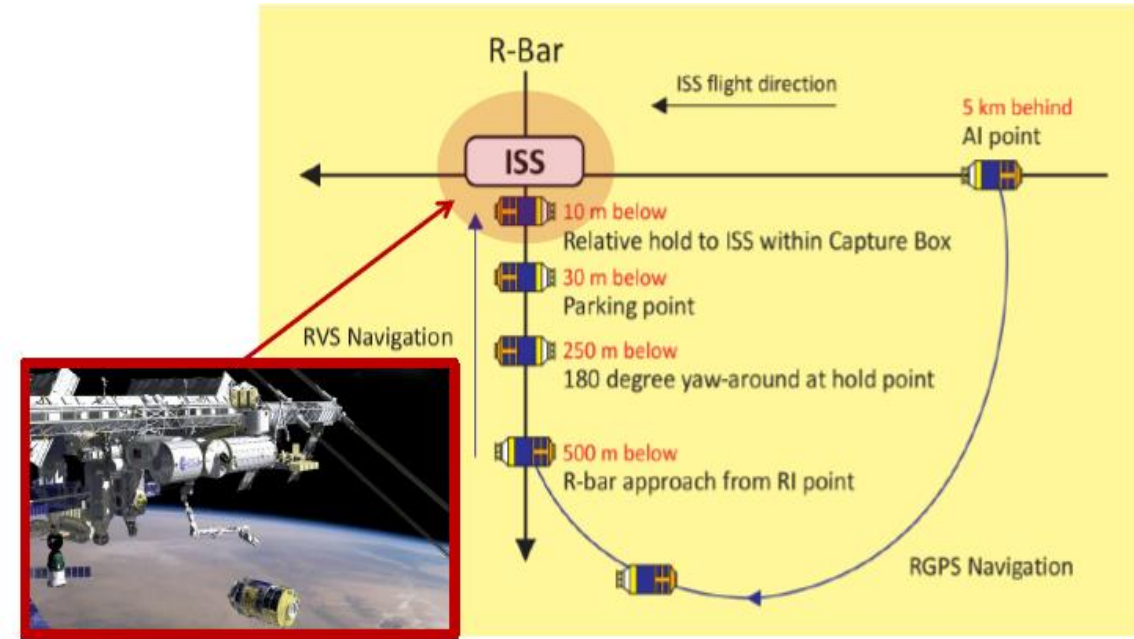 R-Bar
ISS flight direction
5 km behind
AI point
ISS
10 m below
Relative hold to ISS within Capture Box
30 m below
Parking point
RVS Navigation
250 m below
180 degree yaw-around at hold point
500 m below
R-bar approach from RI point
RGPS Navigation